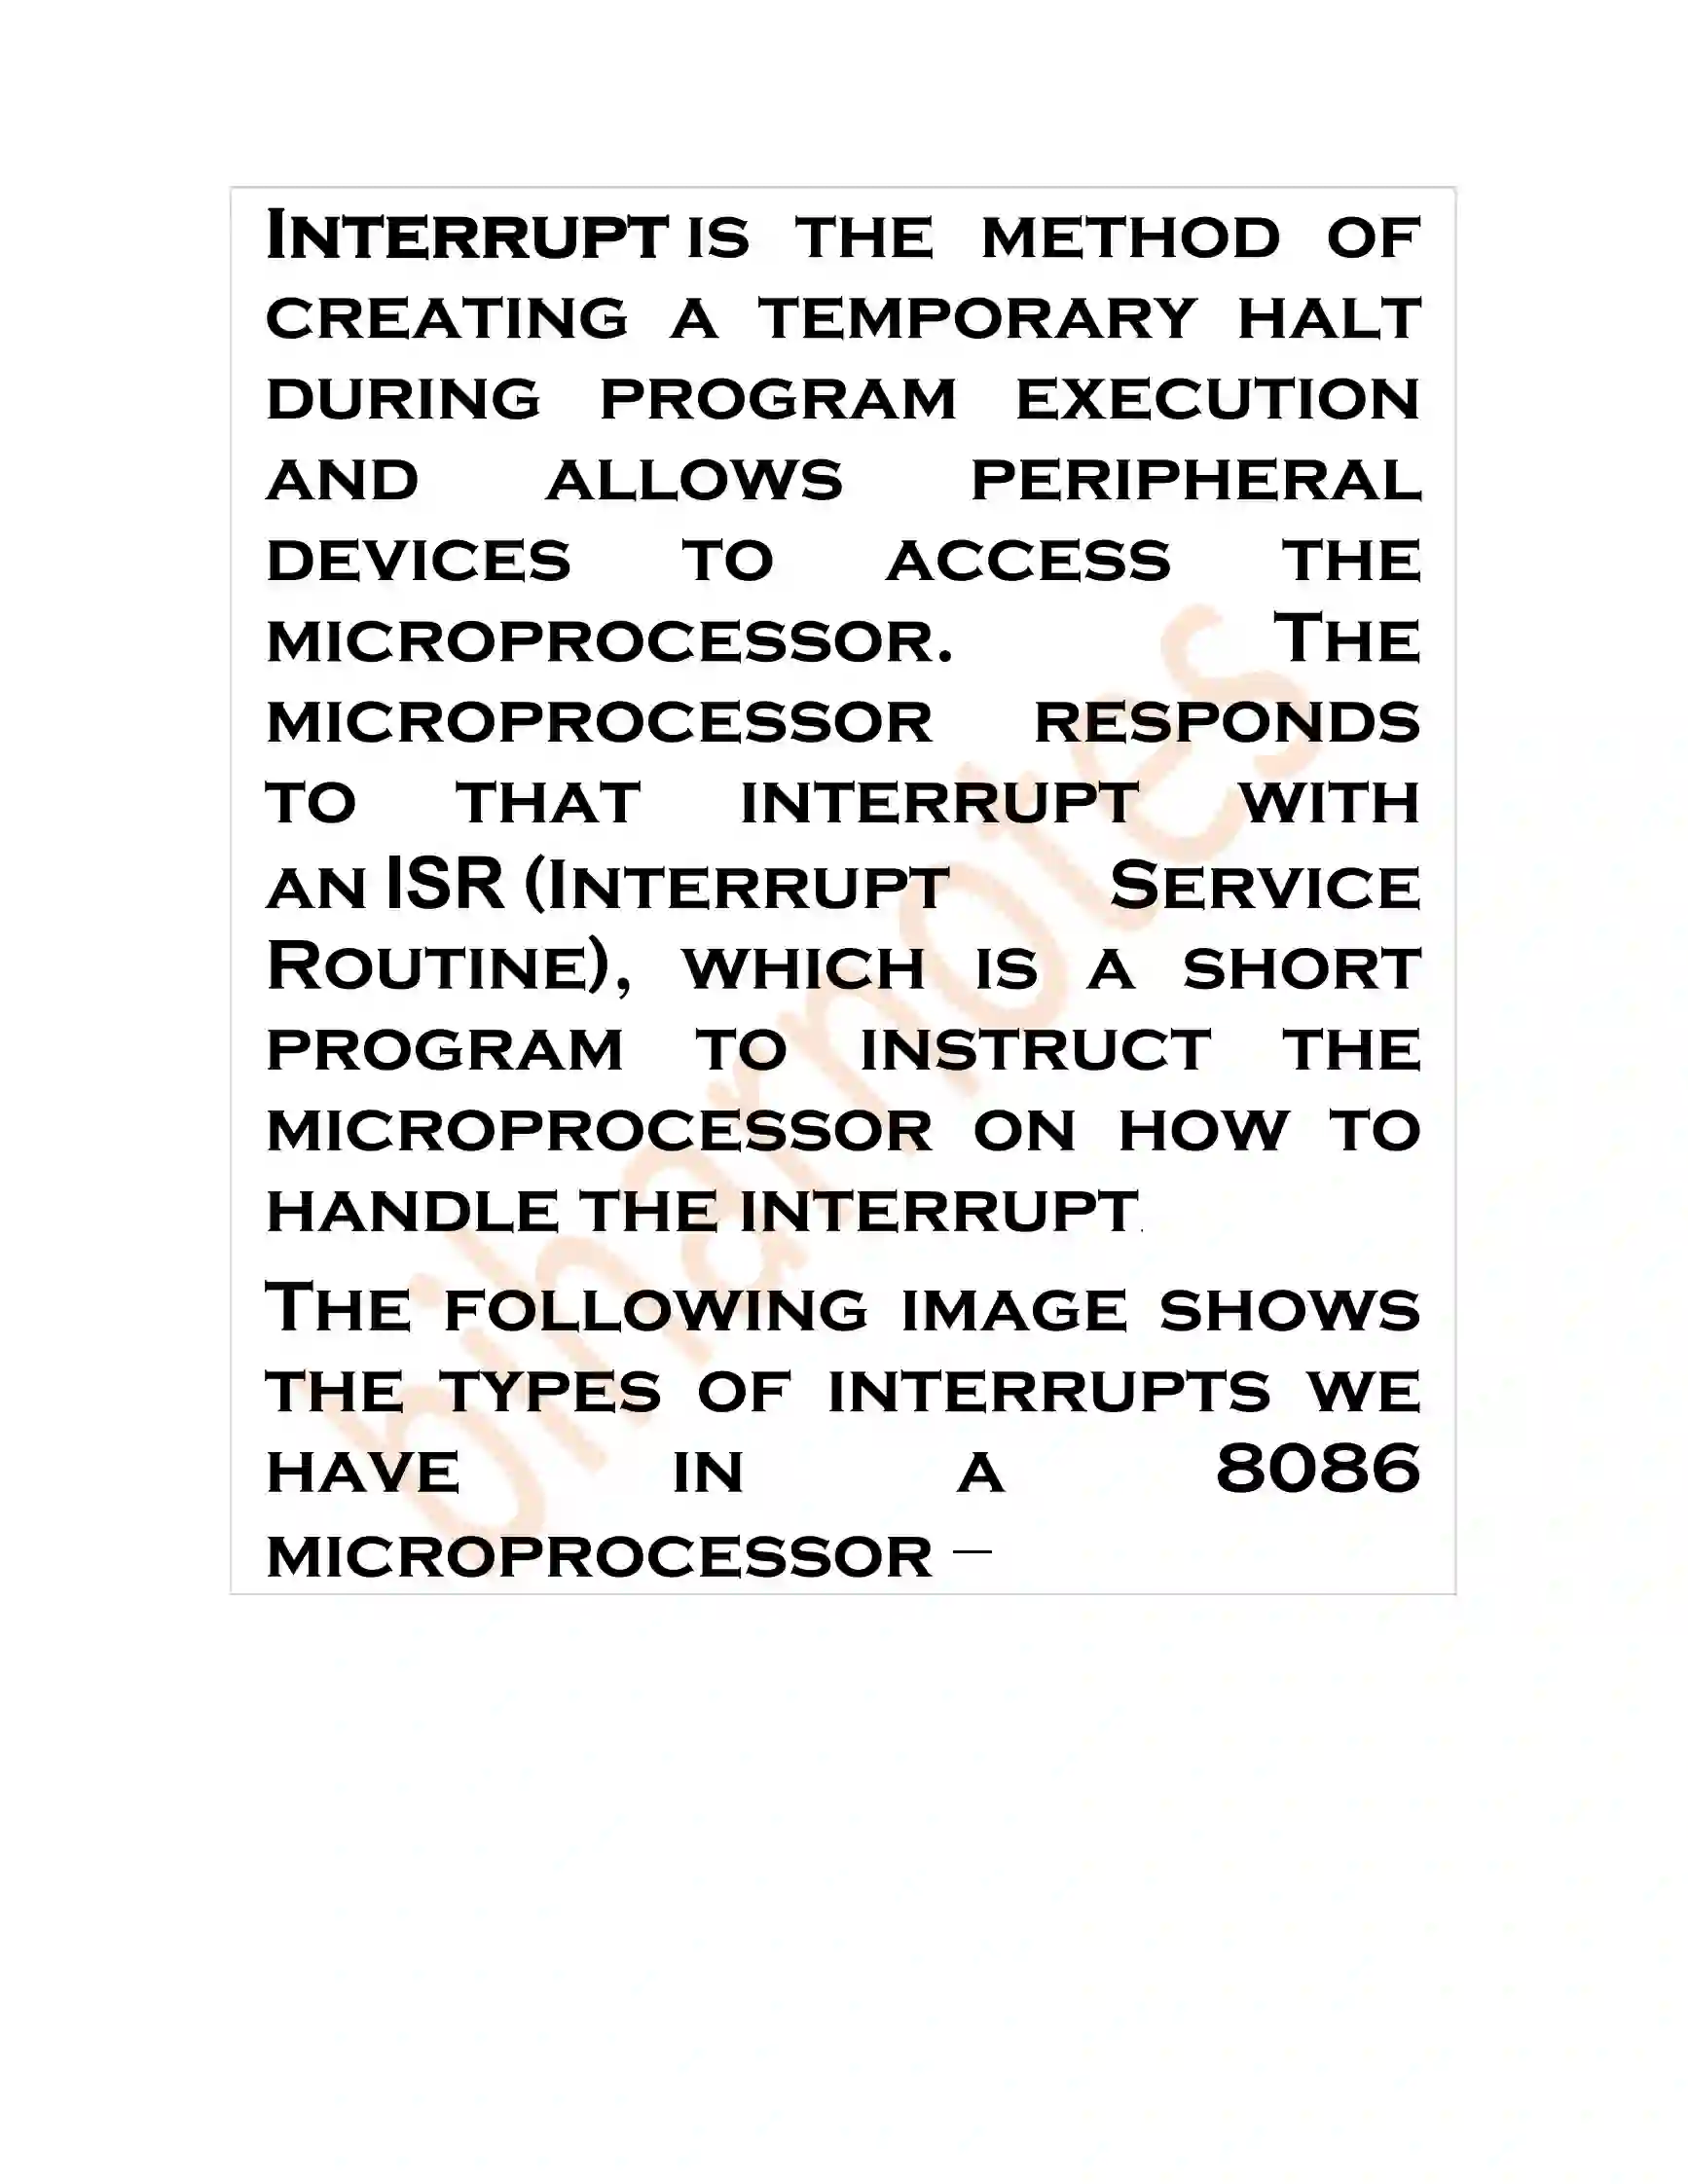 Interrupt is the method of
creating a temporary halt
during program execution
and allows peripheral
devices to access the
microprocessor. The
microprocessor responds
to that interrupt with
an ISR (Interrupt Service
Routine), which is a short
program to instruct the
microprocessor on how to
handle the interrupt.
The following image shows
the types of interrupts we
have in a 8086
microprocessor –
biharnotes